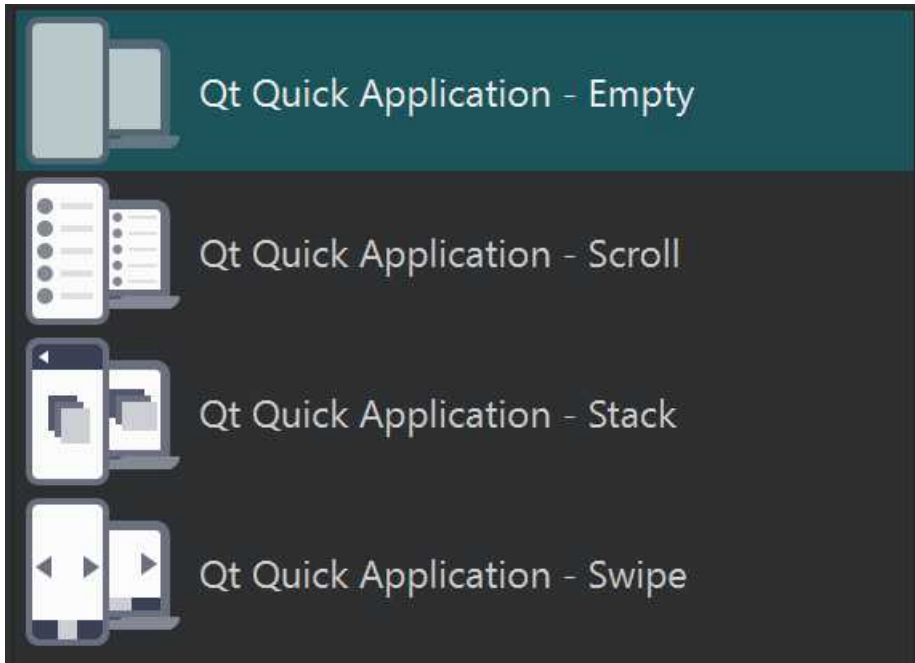 Qt Quick Application - Empty
Qt Quick Application - Scroll
Qt Quick Application - Stack
Qt Quick Application - Swipe